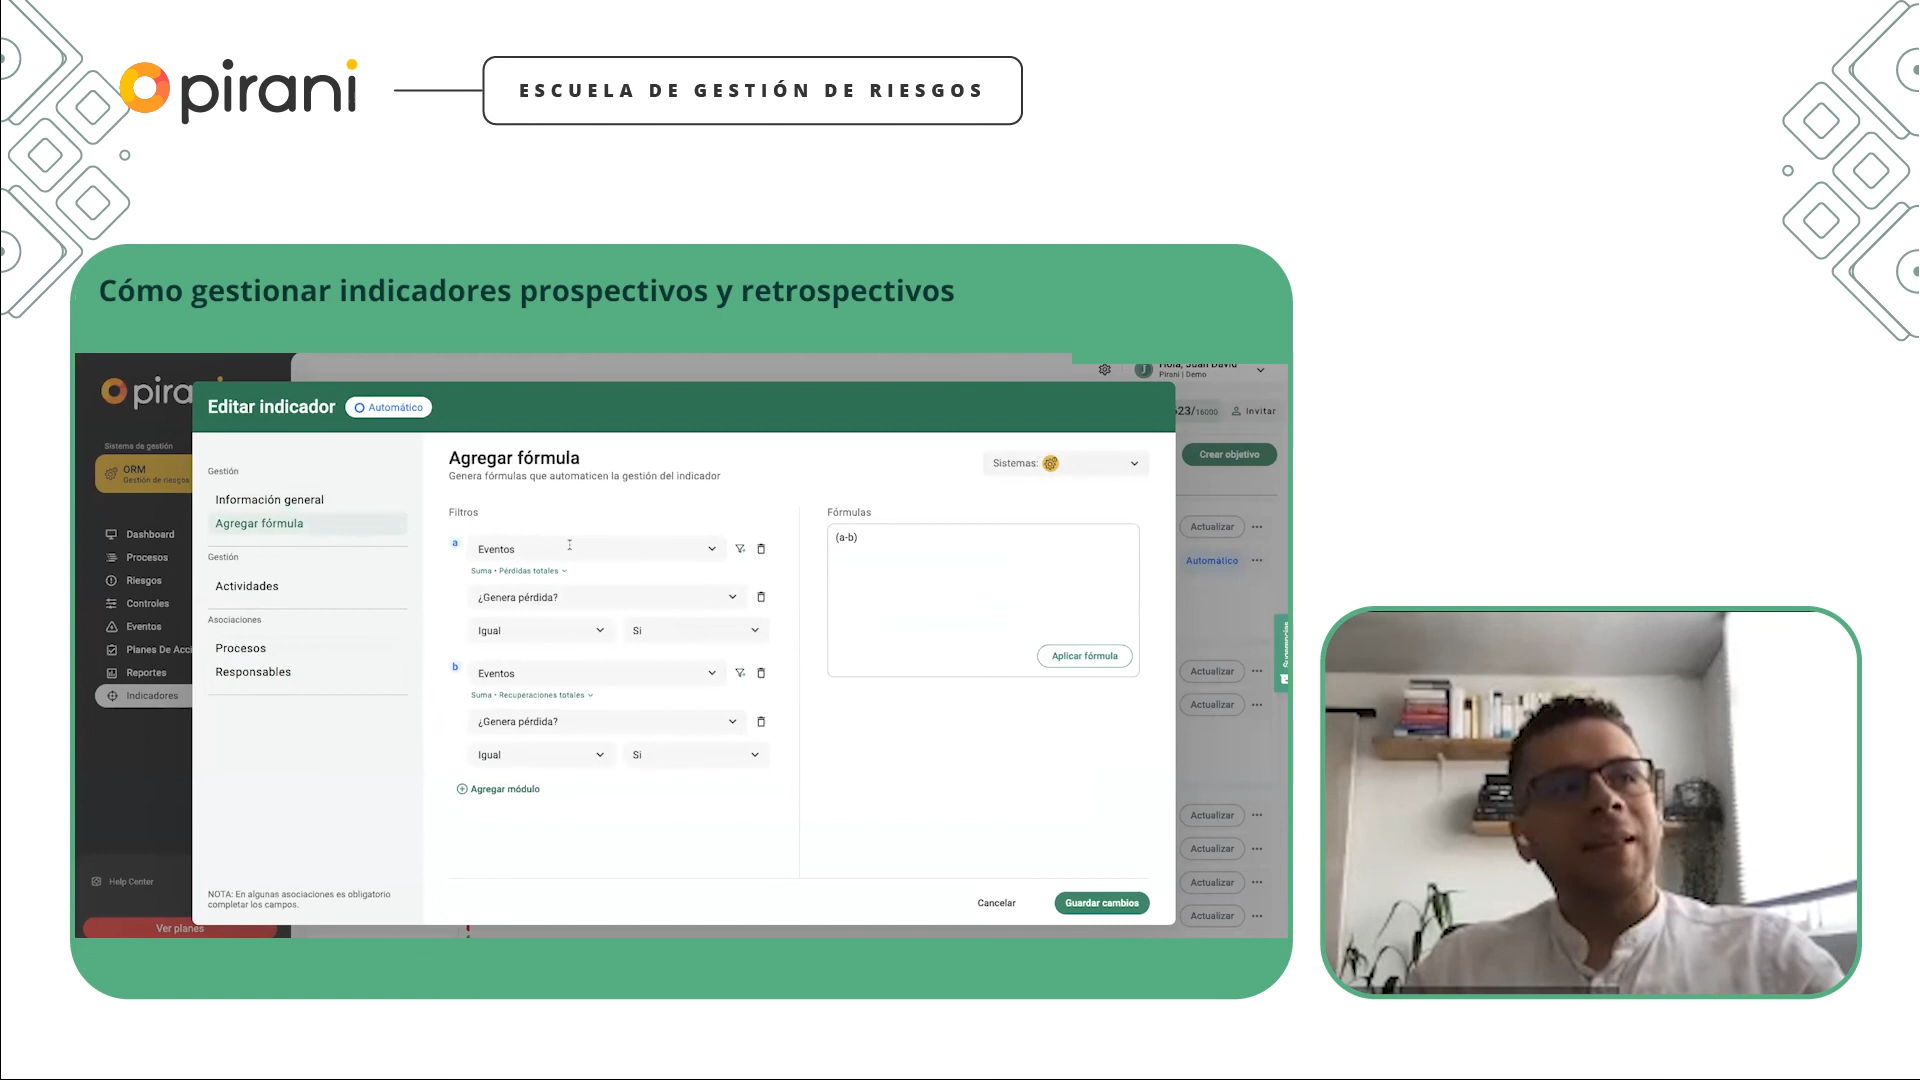 pirani
ESCUELA DE GESTIÓN DE RIESGOS
Cómo gestionar indicadores prospectivos y retrospectivos
Hola, Juan David
Pirani | Demo
Editar indicador
Automático
/16000
Invitar
Sistema de gestión
ORM
Gestión de riesgos
Crear objetivo
Dashboard
Procesos
Riesgos
Controles
Eventos
Planes De Acci
Reportes
Indicadores
Help Center
Ver planes
Gestión
Información general
Agregar fórmula
Gestión
Actividades
Asociaciones
Procesos
Responsables
NOTA: En algunas asociaciones es obligatorio
completar los campos.
Agregar fórmula
Genera fórmulas que automaticen la gestión del indicador
Sistemas:
Filtros
a
Eventos
Suma • Pérdidas totales
¿Genera pérdida?
Igual
Si
b
Eventos
Suma • Recuperaciones totales
¿Genera pérdida?
Igual
Si
Agregar módulo
Fórmulas
(a-b)
Aplicar fórmula
Cancelar
Guardar cambios
Actualizar
Automático
Actualizar
Actualizar
Actualizar
Actualizar
Actualizar
Actualizar